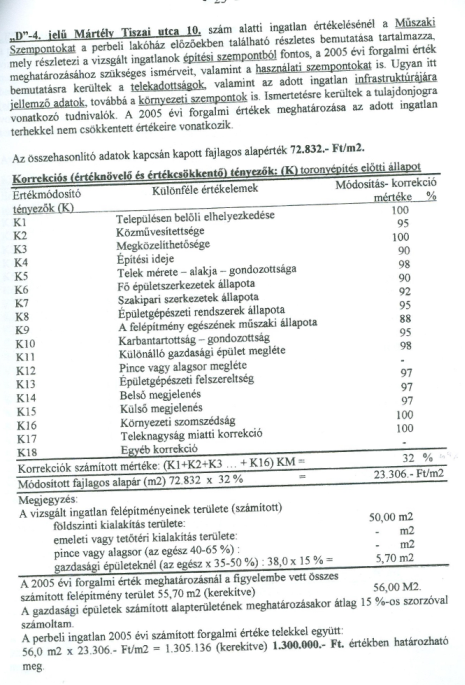 „D”-4. jelű Mártély Tiszai utca 10. szám alatti ingatlan értékelésénél a Műszaki
Szempontokat a perbeli lakóház előzőekben található részletes bemutatása tartalmazza,
mely részletezi a vizsgált ingatlanok építési szempontból fontos, a 2005 évi forgalmi érték
meghatározásához szükséges ismérveit, valamint a használati szempontokat is. Ugyan itt
bemutatásra kerültek a telekadottságok, valamint az adott ingatlan infrastruktúrájára
jellemző adatok, továbbá a környezeti szempontok is. Ismertetésre kerültek a tulajdonjogra
vonatkozó tudnivalók. A 2005 évi forgalmi értékek meghatározása az adott ingatlan
terhekkel nem csökkentett értékeire vonatkozik.
Az összehasonlító adatok kapcsán kapott fajlagos alapérték 72.832.- Ft/m2.
Korrekciós (értéknövelő és értékcsökkentő) tényezők: (K) toronyépítés előtti állapot
Értékmódosító Különféle értékelemek Módosítás- korrekció
tényezők (K) mértéke %
K1 Településen belőli elhelyezkedése 100
K2 Közművesítettsége 95
K3 Megközelíthetősége 100
K4 Építési ideje 90
K5 Telek mérete – alakja – gondozottsága 98
K6 Fő épületszerkezetek állapota 90
K7 Szakipari szerkezetek állapota 92
K8 Épületgépészeti rendszerek állapota 95
K9 A felépítmény egészének műszaki állapota 88
K10 Karbantartottság – gondozottság 95
K11 Különálló gazdasági épület megléte 98
K12 Pince vagy alagsor megléte -
K13 Épületgépészeti felszereltség 97
K14 Belső megjelenés 97
K15 Külső megjelenés 97
K16 Környezeti szomszédság 100
K17 Teleknagyság miatti korrekció 100
K18 Egyéb korrekció -
Korrekciók számított mértéke: (K1+K2+K3 … + K16) KM = 32 %
Módosított fajlagos alapár (m2) 72.832 x 32 % = 23.306.- Ft/m2
Megjegyzés:
A vizsgált ingatlan felépítményeinek területe (számított)
földszinti kialakítás területe: 50,00 m2
emeleti vagy tetőtéri kialakítás területe: - m2
pince vagy alagsor (az egész 40-65 %) : - m2
gazdasági épületeknél (az egész x 35-50 %) : 38,0 x 15 % = 5,70 m2
A 2005 évi forgalmi érték meghatározásnál a figyelembe vett összes
számított felépítmény terület 55,70 m2 (kerekítve) 56,00 M2.
A gazdasági épületek számított alapterületének meghatározásakor átlag 15 %-os szorzóval
számoltam.
A perbeli ingatlan 2005 évi számított forgalmi értéke telekkel együtt:
56,0 m2 x 23.306.- Ft/m2 = 1.305.136 (kerekítve) 1.300.000.- Ft. értékben határozható
meg.